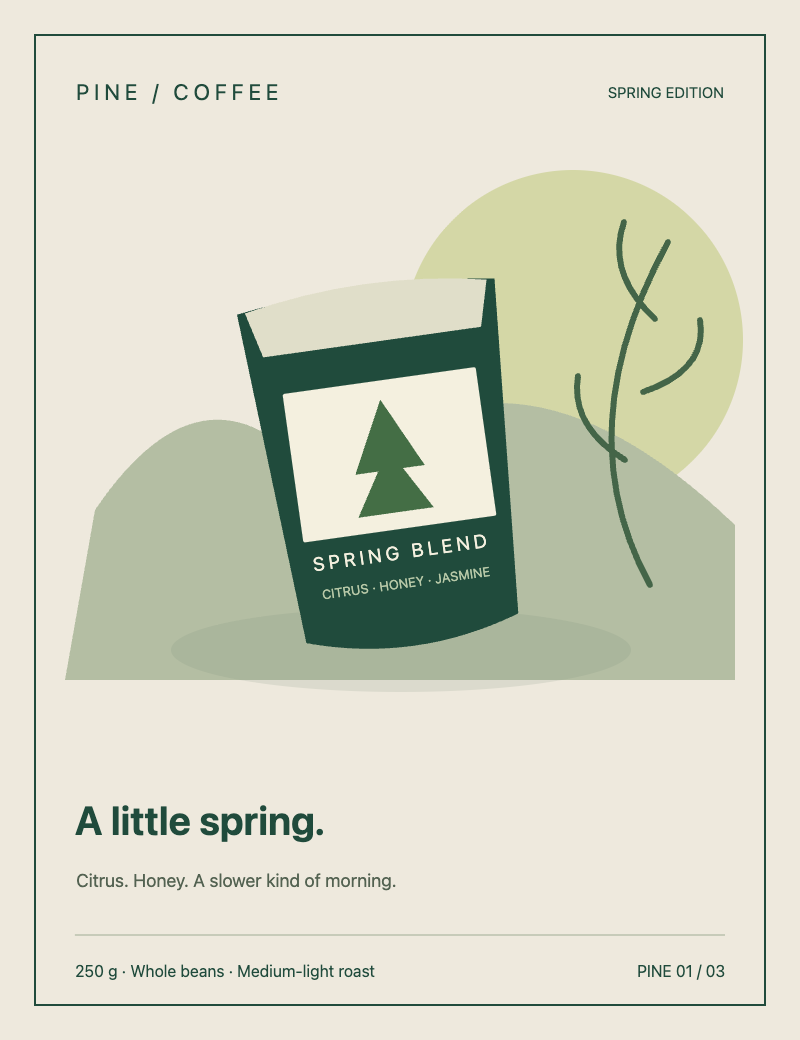 PINE / COFFEE
SPRING EDITION
SPRING BLEND
CITRUS · HONEY · JASMINE
A little spring.
Citrus. Honey. A slower kind of morning.
250 g · Whole beans · Medium-light roast
PINE 01 / 03